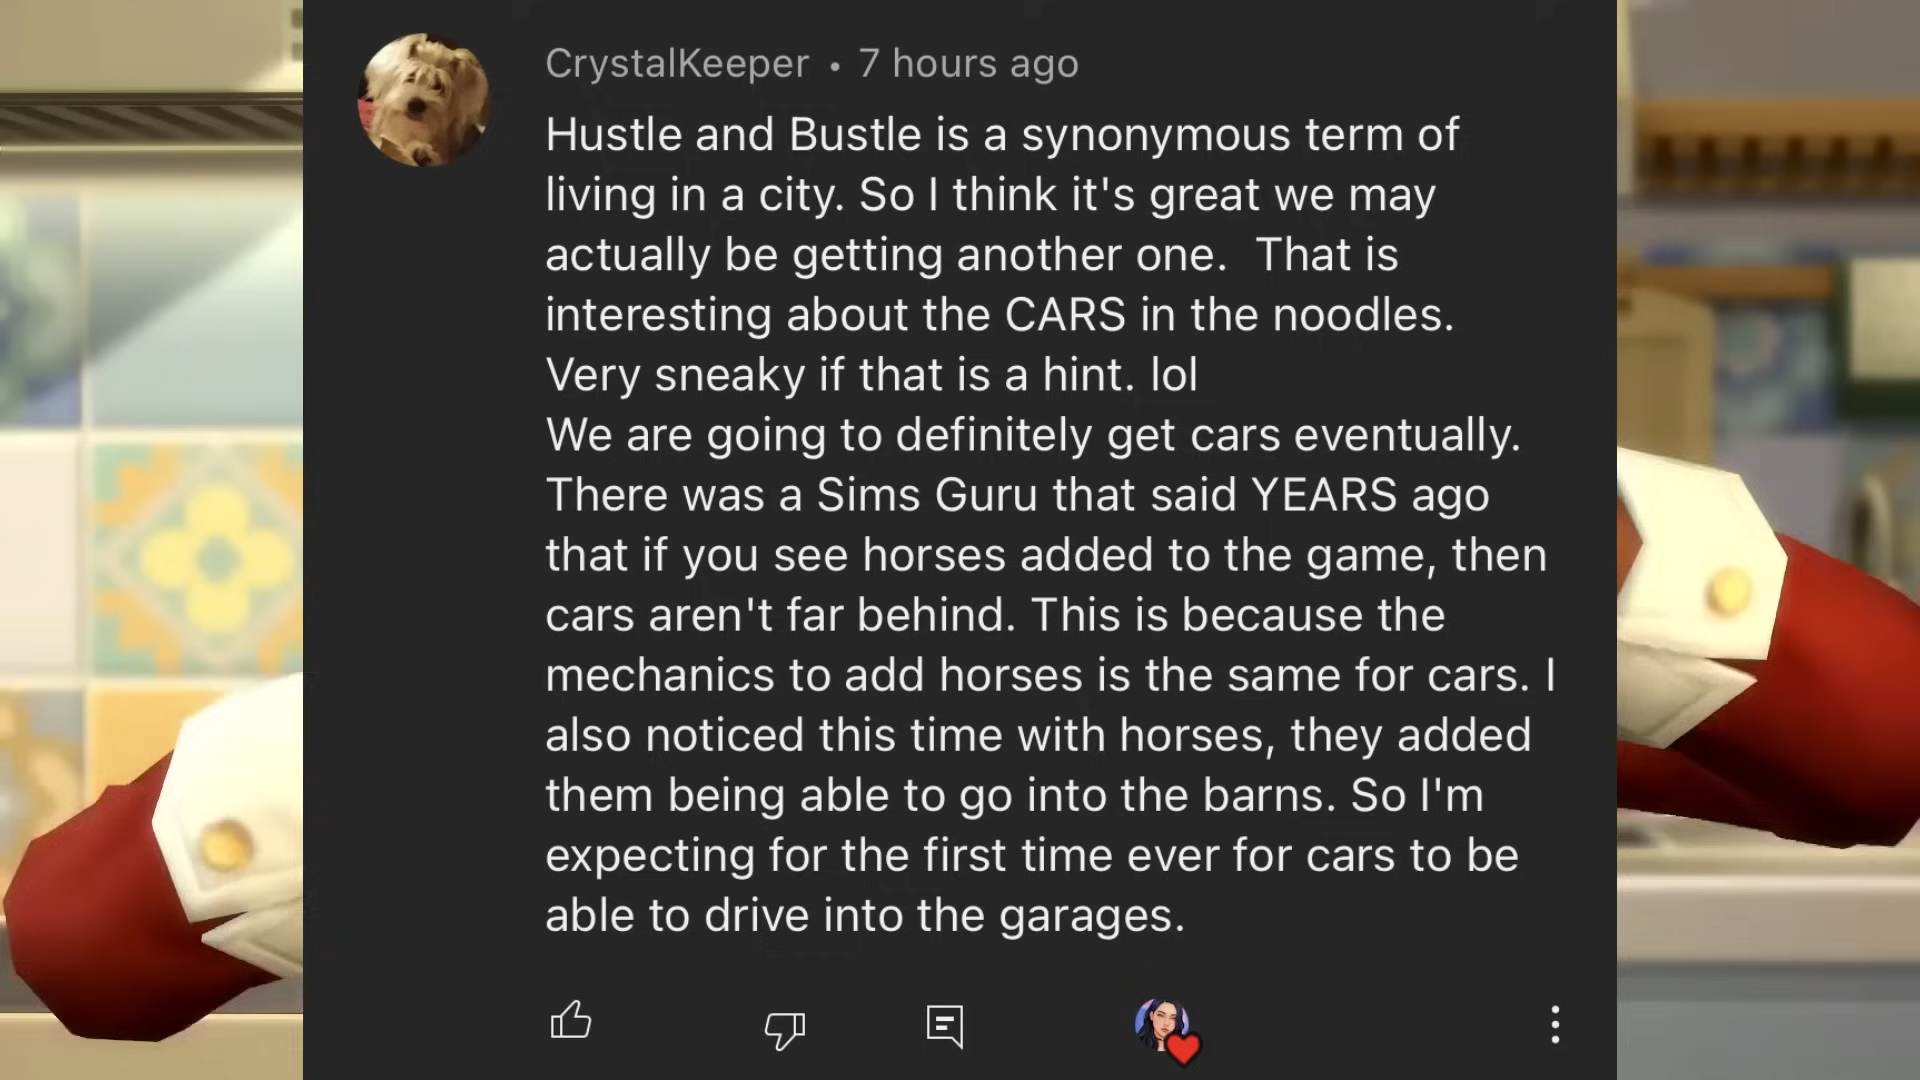 CrystalKeeper • 7 hours ago
Hustle and Bustle is a synonymous term of
living in a city. So I think it's great we may
actually be getting another one.  That is
interesting about the CARS in the noodles.
Very sneaky if that is a hint. lol
We are going to definitely get cars eventually.
There was a Sims Guru that said YEARS ago
that if you see horses added to the game, then
cars aren't far behind. This is because the
mechanics to add horses is the same for cars. I
also noticed this time with horses, they added
them being able to go into the barns. So I'm
expecting for the first time ever for cars to be
able to drive into the garages.